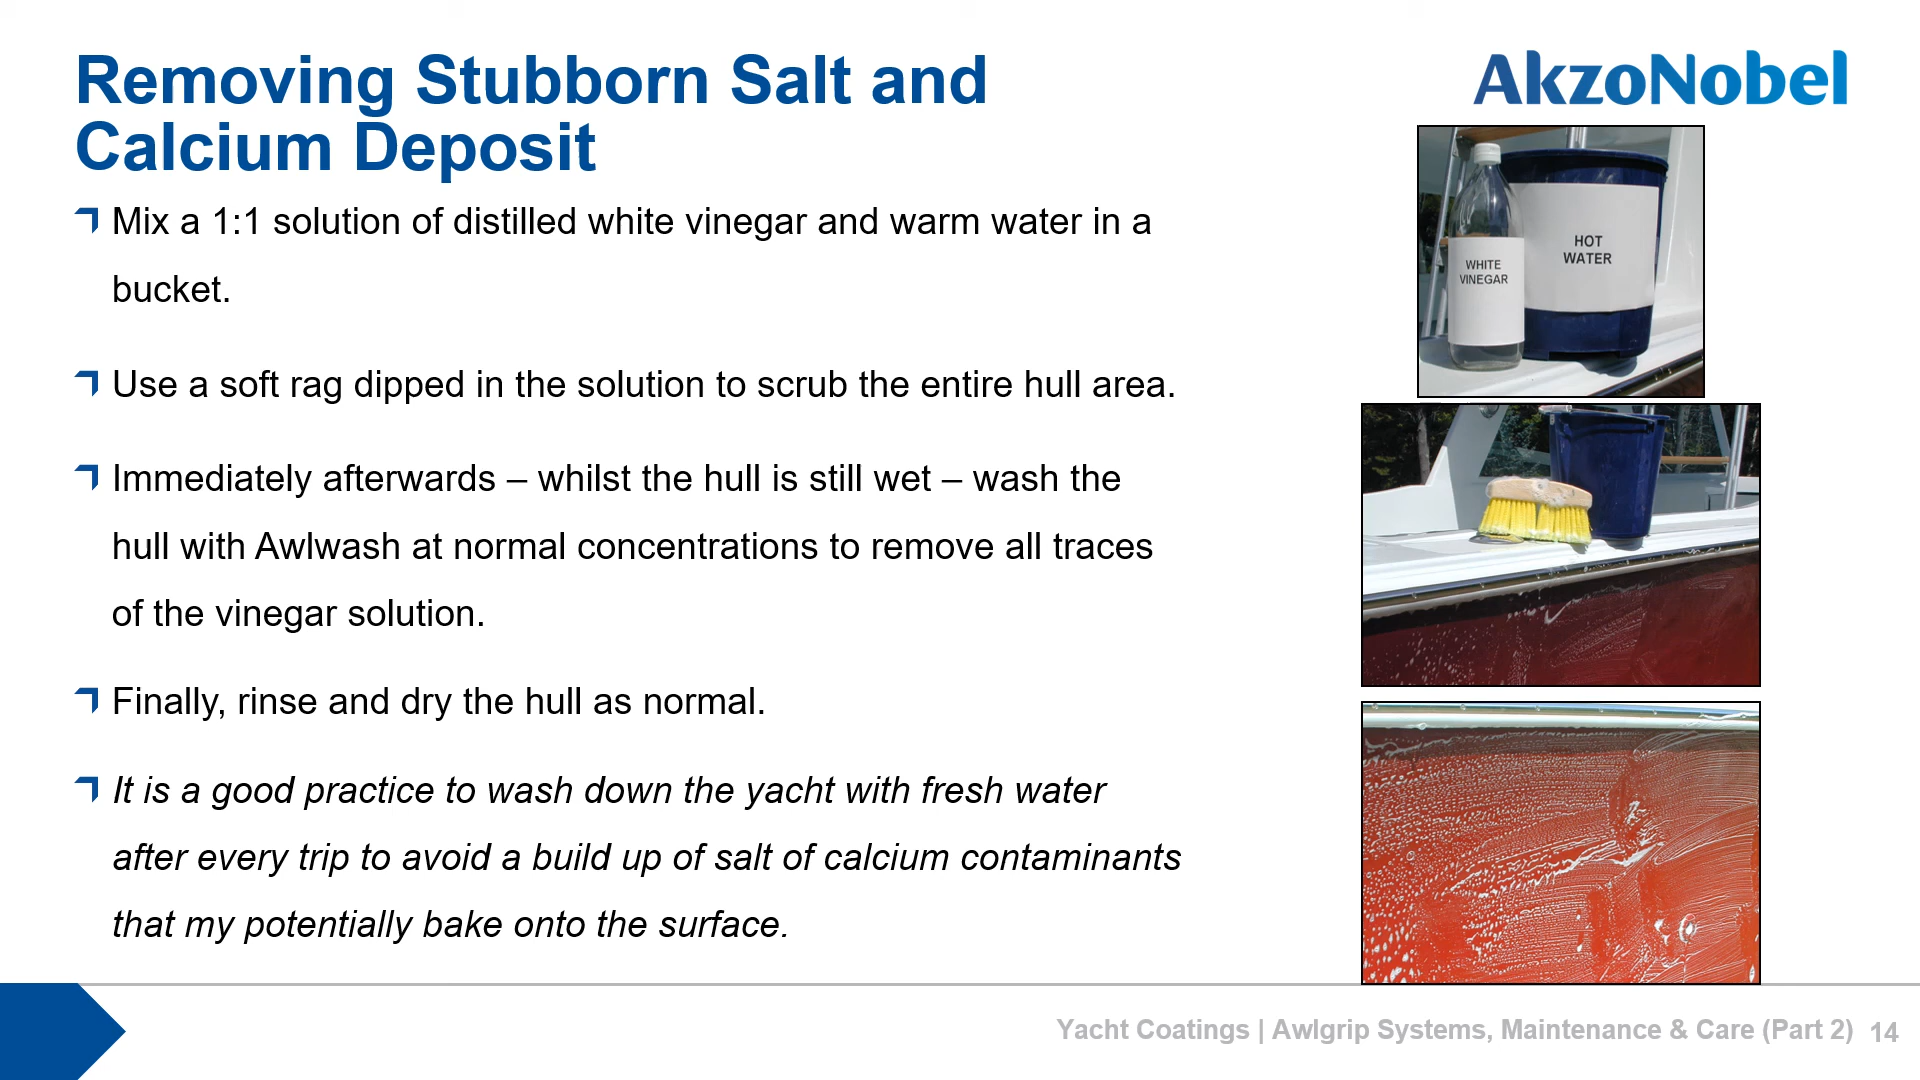 Removing Stubborn Salt and
Calcium Deposit
AkzoNobel
Mix a 1:1 solution of distilled white vinegar and warm water in a
bucket.
Use a soft rag dipped in the solution to scrub the entire hull area.
Immediately afterwards – whilst the hull is still wet – wash the
hull with Awlwash at normal concentrations to remove all traces
of the vinegar solution.
Finally, rinse and dry the hull as normal.
It is a good practice to wash down the yacht with fresh water
after every trip to avoid a build up of salt of calcium contaminants
that my potentially bake onto the surface.
WHITE
VINEGAR
HOT
WATER
Yacht Coatings | Awlgrip Systems, Maintenance & Care (Part 2) 14